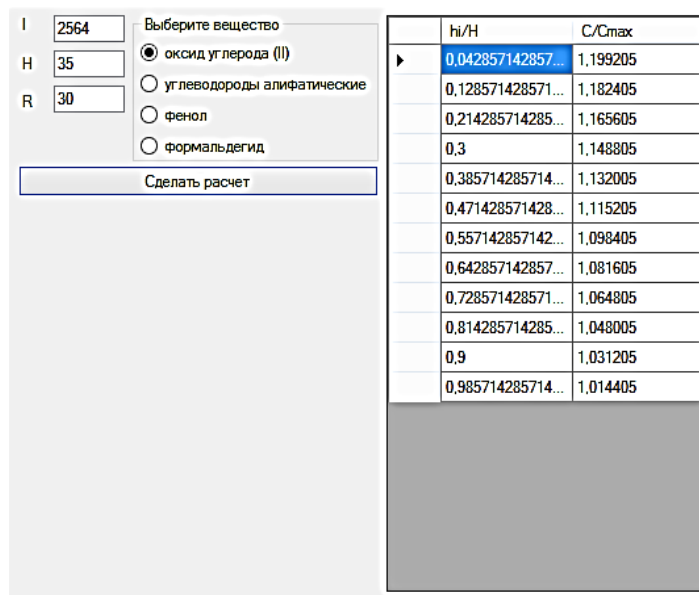 I 2564
H 35
R 30
Выберите вещество
оксид углерода (II)
углеводороды алифатические
фенол
формальдегид
Сделать расчет
hi/H C/Cmax
0,042857142857... 1,199205
0,128571428571... 1,182405
0,214285714285... 1,165605
0,3 1,148805
0,385714285714... 1,132005
0,471428571428... 1,115205
0,557142857142... 1,098405
0,642857142857... 1,081605
0,728571428571... 1,064805
0,814285714285... 1,048005
0,9 1,031205
0,985714285714... 1,014405